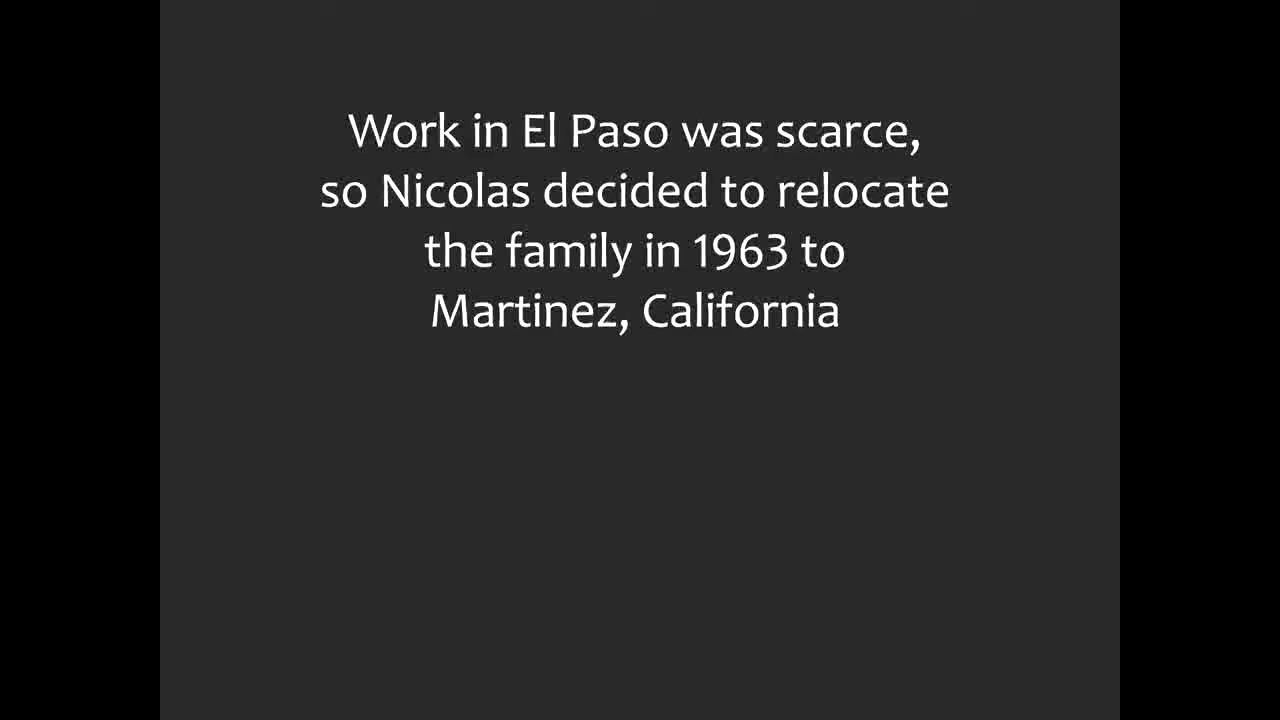 Work in El Paso was scarce,
so Nicolas decided to relocate
the family in 1963 to
Martinez, California